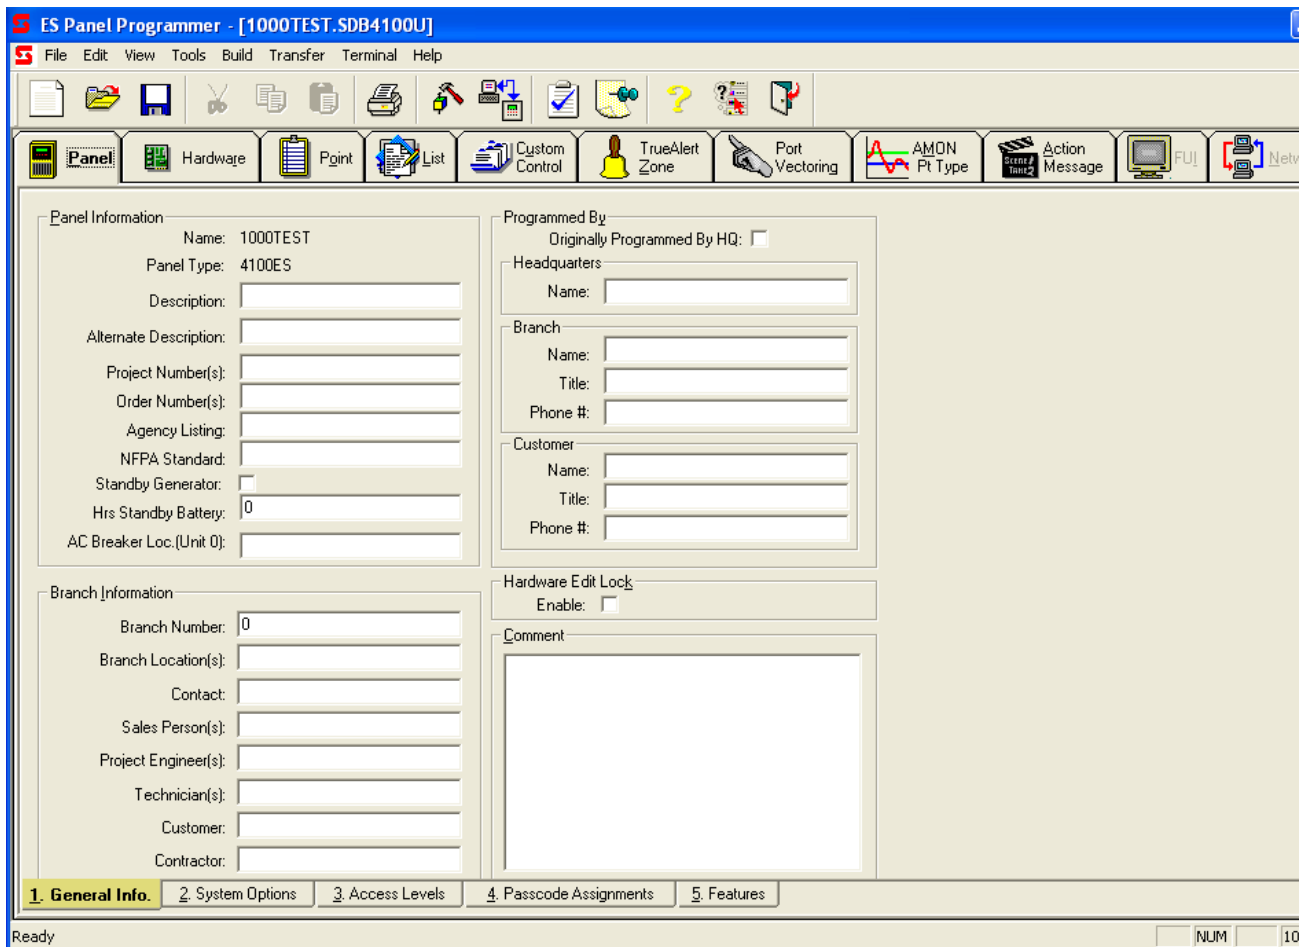 ES Panel Programmer - [1000TEST.SDB4100U]
File Edit View Tools Build Transfer Terminal Help
Panel Hardware Point List Custom Control TrueAlert Zone Port Vectoring AMON Pt Type Action Message FUI Netw
Panel Information
Name: 1000TEST
Panel Type: 4100ES
Description:
Alternate Description:
Project Number(s):
Order Number(s):
Agency Listing:
NFPA Standard:
Standby Generator:
Hrs Standby Battery: 0
AC Breaker Loc.(Unit 0):
Branch Information
Branch Number: 0
Branch Location(s):
Contact:
Sales Person(s):
Project Engineer(s):
Technician(s):
Customer:
Contractor:
Programmed By
Originally Programmed By HQ:
Headquarters
Name:
Branch
Name:
Title:
Phone #:
Customer
Name:
Title:
Phone #:
Hardware Edit Lock
Enable:
Comment
1. General Info. 2. System Options 3. Access Levels 4. Passcode Assignments 5. Features
Ready NUM 10